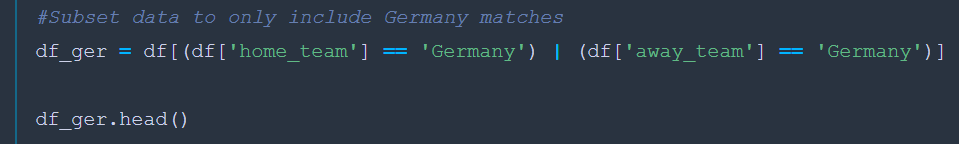 #Subset data to only include Germany matches
df_ger = df[(df['home_team'] == 'Germany') | (df['away_team'] == 'Germany')]
df_ger.head()